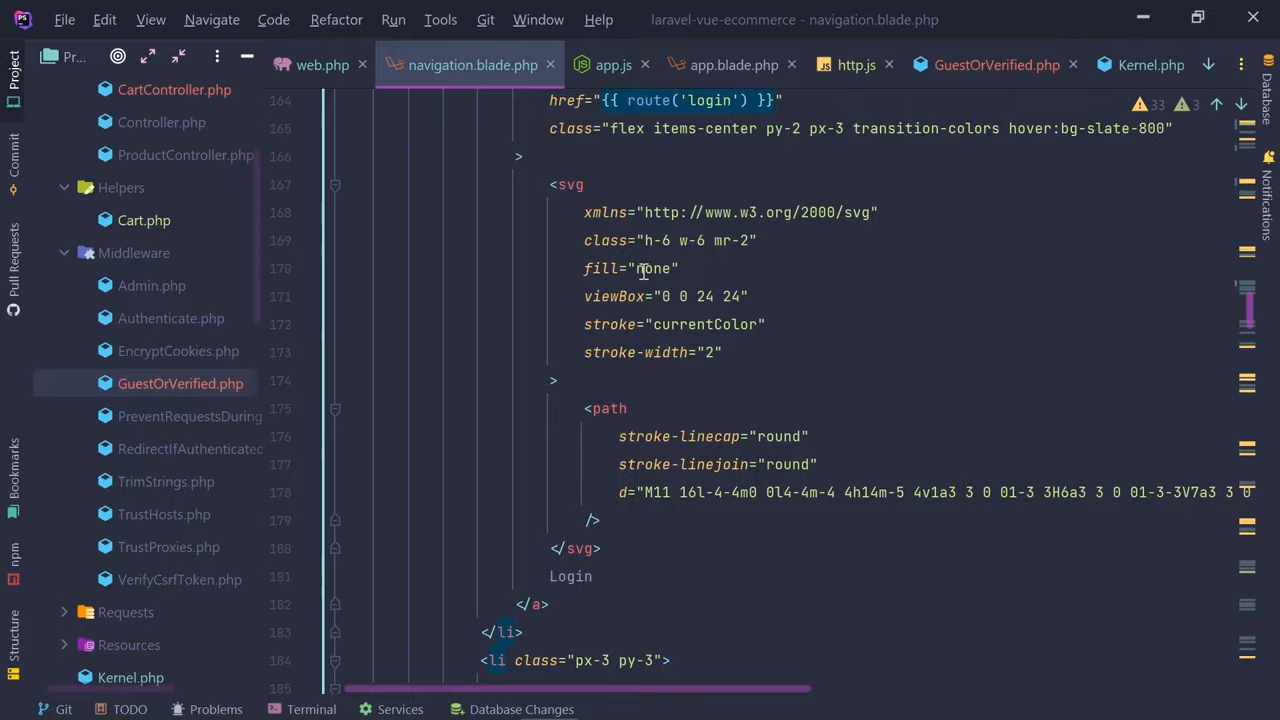 File Edit View Navigate Code Refactor Run Tools Git Window Help laravel-vue-ecommerce - navigation.blade.php
Pr... web.php navigation.blade.php app.js app.blade.php http.js GuestOrVerified.php Kernel.php
Project
Commit
Pull Requests
Bookmarks
npm
Structure
CartController.php
Controller.php
ProductController.php
Helpers
Cart.php
Middleware
Admin.php
Authenticate.php
EncryptCookies.php
GuestOrVerified.php
PreventRequestsDuring
RedirectIfAuthenticated
TrimStrings.php
TrustHosts.php
TrustProxies.php
VerifyCsrfToken.php
Requests
Resources
Kernel.php
33 3
164 href="{{ route('login') }}"
165 class="flex items-center py-2 px-3 transition-colors hover:bg-slate-800"
166 >
167 <svg
168 xmlns="http://www.w3.org/2000/svg"
169 class="h-6 w-6 mr-2"
170 fill="none"
171 viewBox="0 0 24 24"
172 stroke="currentColor"
173 stroke-width="2"
174 >
175 <path
176 stroke-linecap="round"
177 stroke-linejoin="round"
178 d="M11 16l-4-4m0 0l4-4m-4 4h14m-5 4v1a3 3 0 01-3 3H6a3 3 0 01-3-3V7a3 3 0
179 />
180 </svg>
181 Login
182 </a>
183 </li>
184 <li class="px-3 py-3">
185
Database
Notifications
Git TODO Problems Terminal Services Database Changes